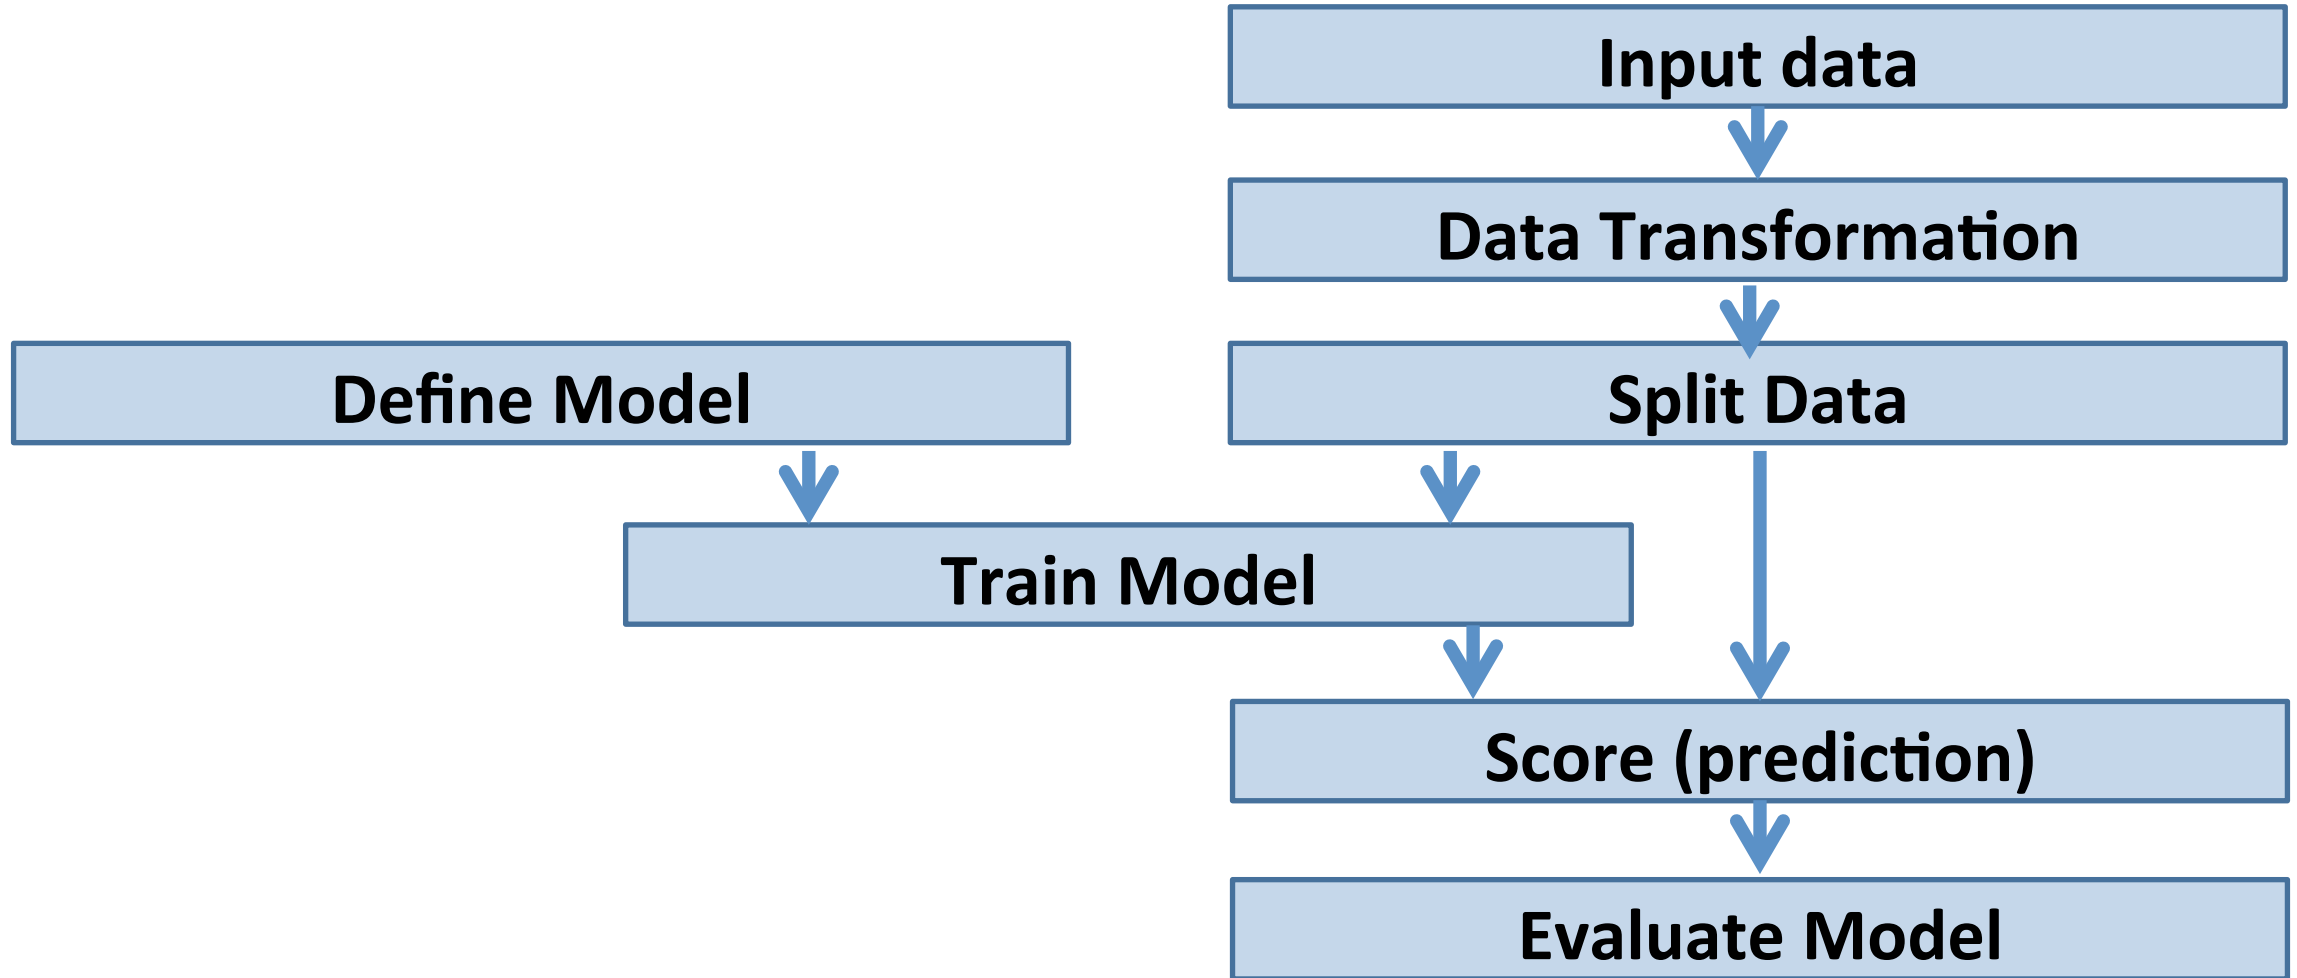 Input data
Data Transformation
Define Model
Split Data
Train Model
Score (prediction)
Evaluate Model